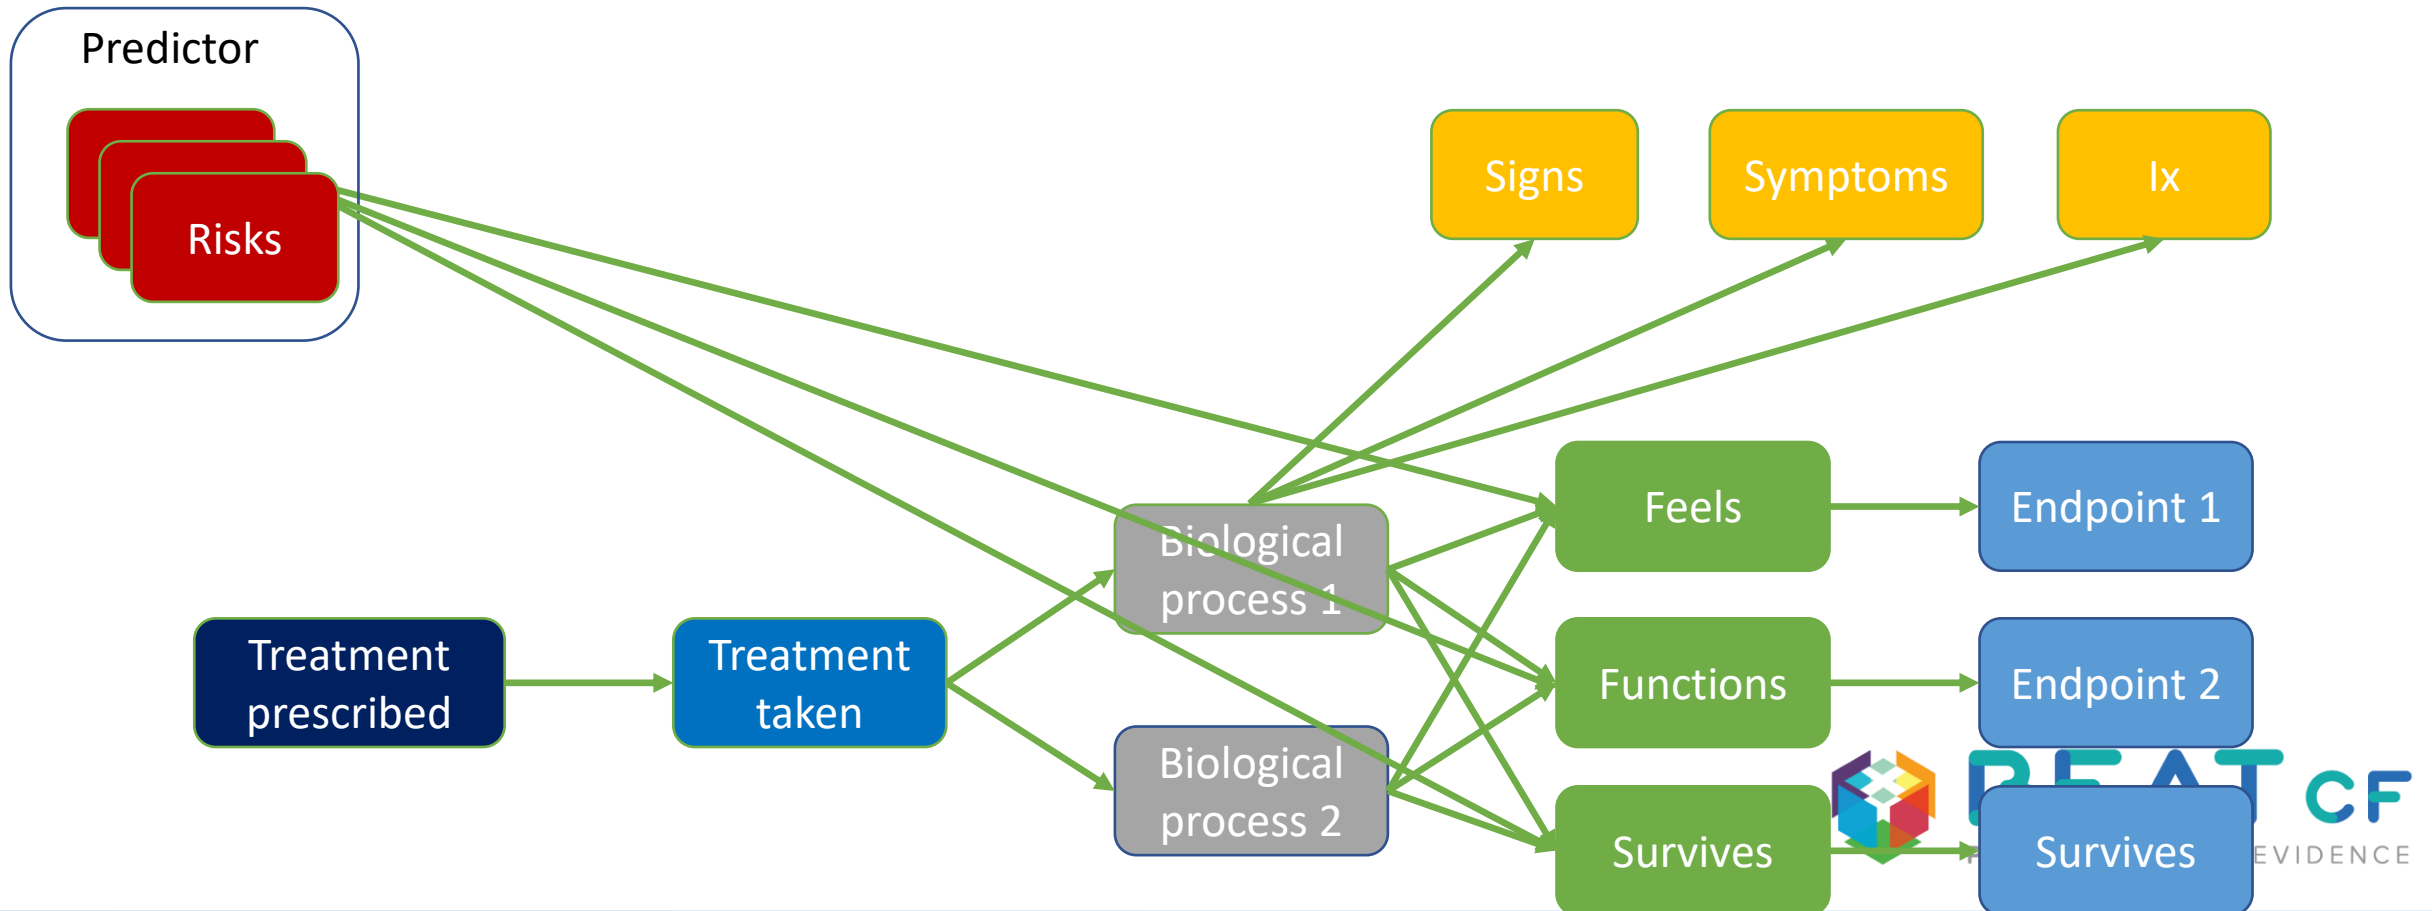 Predictor
Risks
Signs
Symptoms
Ix
Feels
Endpoint 1
Biological
process 1
Treatment
prescribed
Treatment
taken
Functions
Endpoint 2
Biological
process 2
CF
Survives
Survives
EVIDENCE